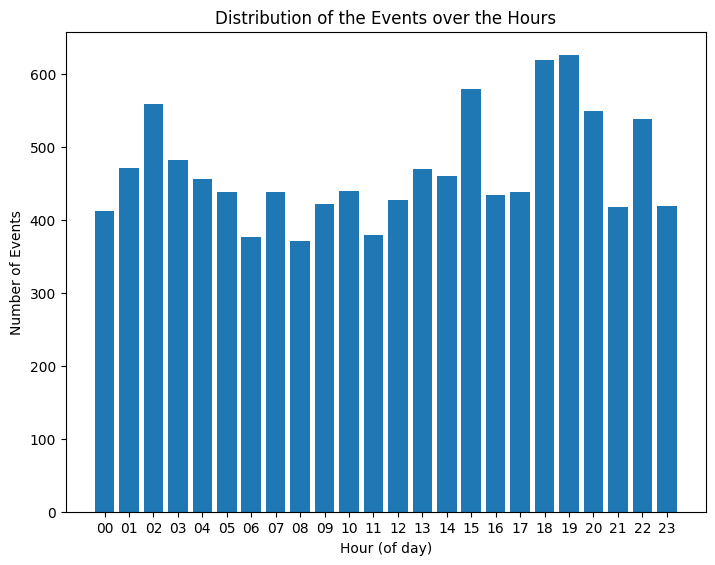 Distribution of the Events over the Hours
Number of Events
600
500
400
300
200
100
0
00 01 02 03 04 05 06 07 08 09 10 11 12 13 14 15 16 17 18 19 20 21 22 23
Hour (of day)